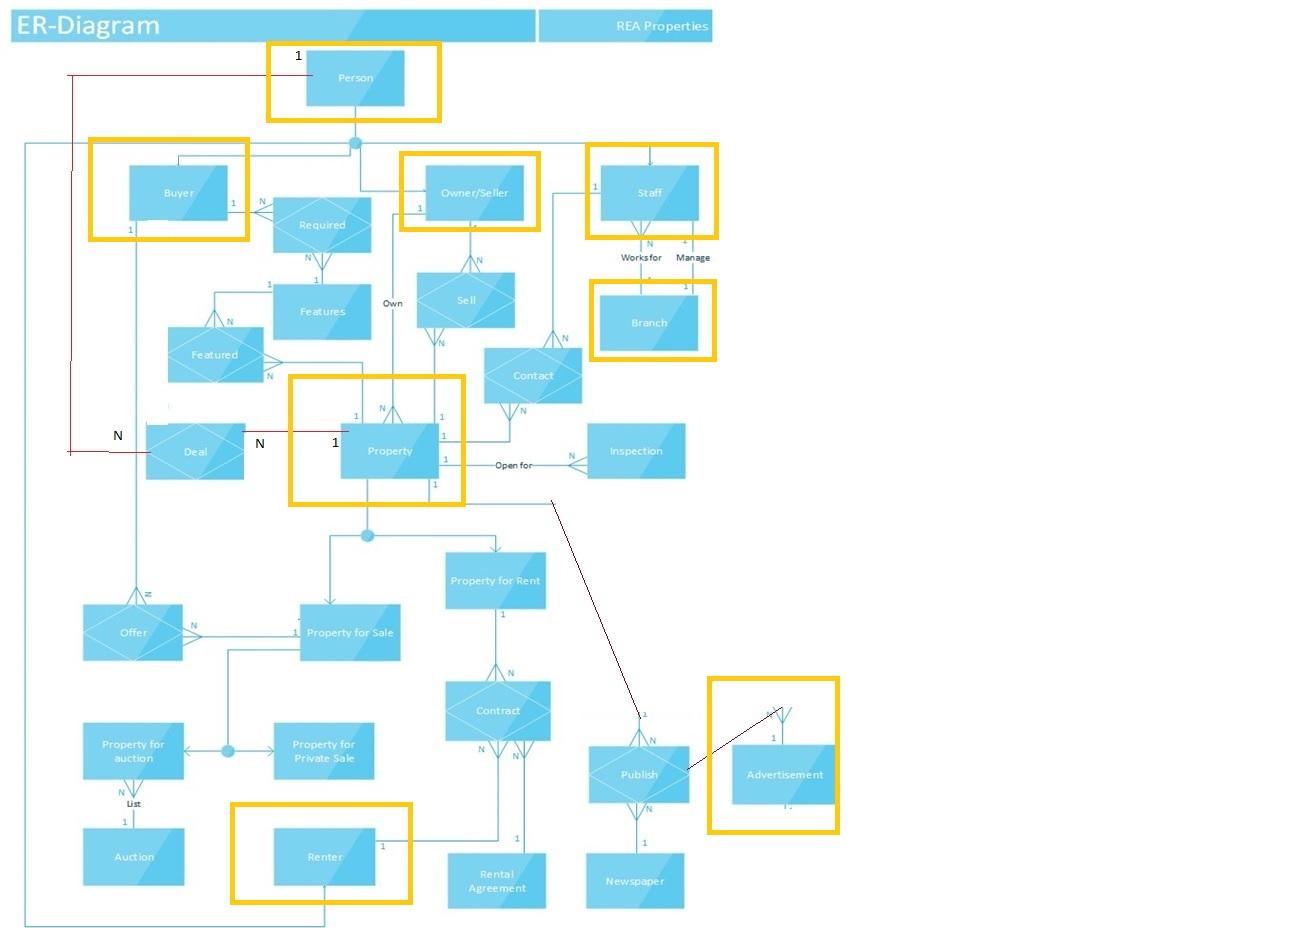 ER-Diagram
REA Properties
1
Person
Buyer
Owner/Seller
Staff
1
1
1
1
N
Required
N
1
N
1
Works for
Manage
1
1
1
1
Features
N
Sell
Own
Branch
N
Featured
N
N
N
Contact
N
1
N
1
N
N
Deal
N
1
Property
1
1
Open for
N
Inspection
1
Property for Rent
N
Offer
N
1
Property for Sale
1
N
Contract
N
N
1
N
Publish
N
N
1
Advertisement
Property for
auction
Property for
Private Sale
N
List
1
Auction
Renter
1
1
Rental
Agreement
1
Newspaper